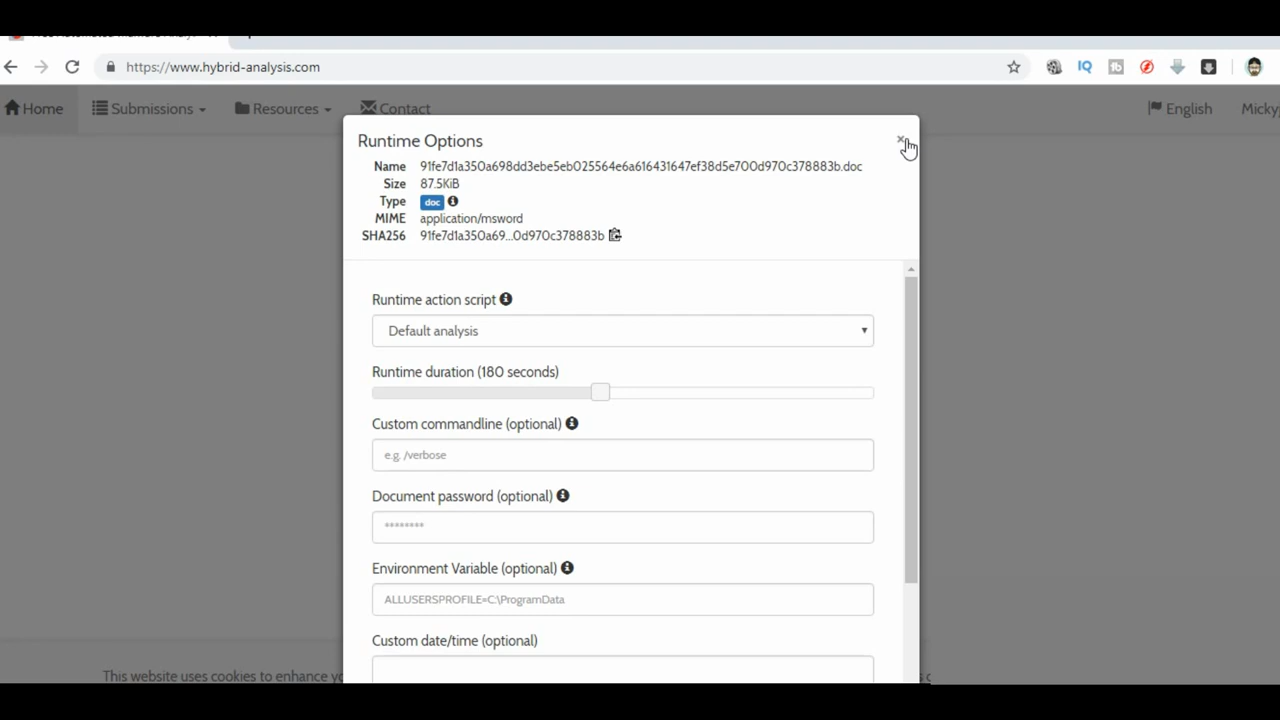 https://www.hybrid-analysis.com
IQ
Home
Submissions
Resources
Contact
English
Micky
Runtime Options
Name 91fe7d1a350a698dd3ebe5eb025564e6a616431647ef38d5e700d970c378883b.doc
Size 87.5KiB
Type doc
MIME application/msword
SHA256 91fe7d1a350a69...0d970c378883b
Runtime action script
Default analysis
Runtime duration (180 seconds)
Custom commandline (optional)
e.g. /verbose
Document password (optional)
********
Environment Variable (optional)
ALLUSERSPROFILE=C:\ProgramData
Custom date/time (optional)
This website uses cookies to enhance